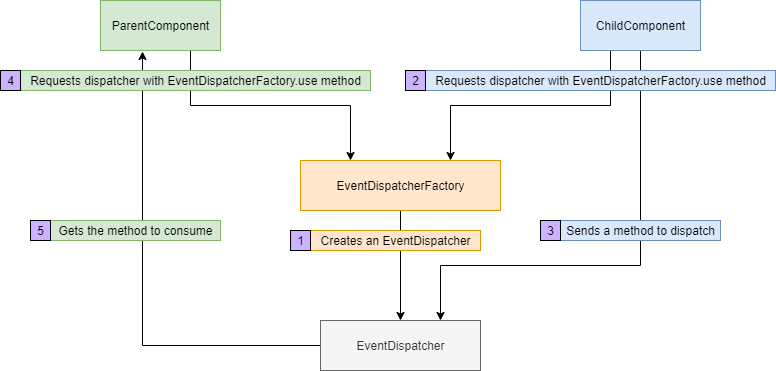 ParentComponent
ChildComponent
4 Requests dispatcher with EventDispatcherFactory.use method
2 Requests dispatcher with EventDispatcherFactory.use method
EventDispatcherFactory
5 Gets the method to consume
1 Creates an EventDispatcher
3 Sends a method to dispatch
EventDispatcher